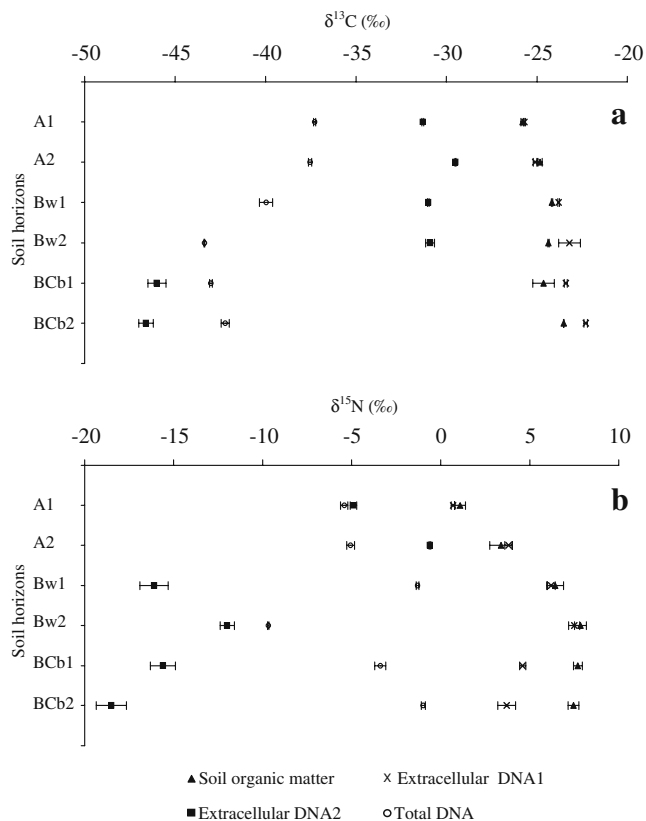 δ¹³C (‰)
-50 -45 -40 -35 -30 -25 -20
a
A1
A2
Bw1
Bw2
BCb1
BCb2
Soil horizons
δ¹⁵N (‰)
-20 -15 -10 -5 0 5 10
b
A1
A2
Bw1
Bw2
BCb1
BCb2
Soil horizons
Soil organic matter Extracellular DNA1
Extracellular DNA2 Total DNA